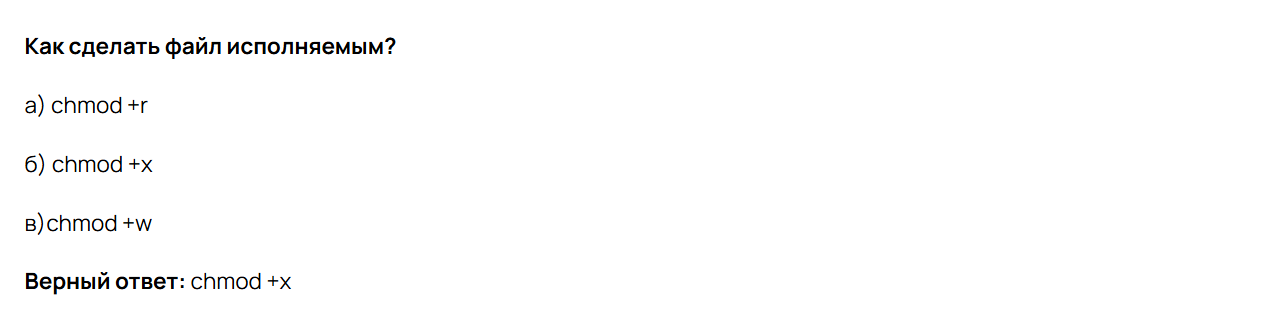 Как сделать файл исполняемым?
а) chmod +r
б) chmod +x
в)chmod +w
Верный ответ: chmod +x